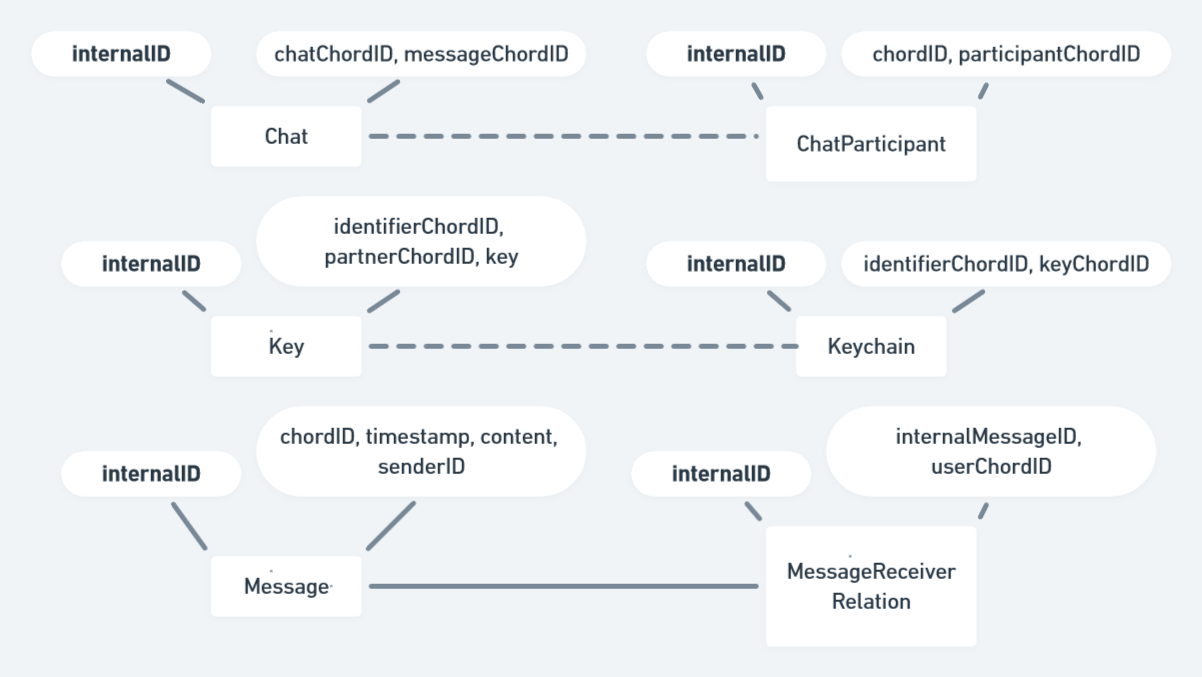 internalID
chatChordID, messageChordID
internalID
chordID, participantChordID
Chat
ChatParticipant
identifierChordID,
partnerChordID, key
internalID
internalID
identifierChordID, keyChordID
Key
Keychain
chordID, timestamp, content,
senderID
internalID
internalMessageID,
userChordID
internalID
Message
MessageReceiver
Relation